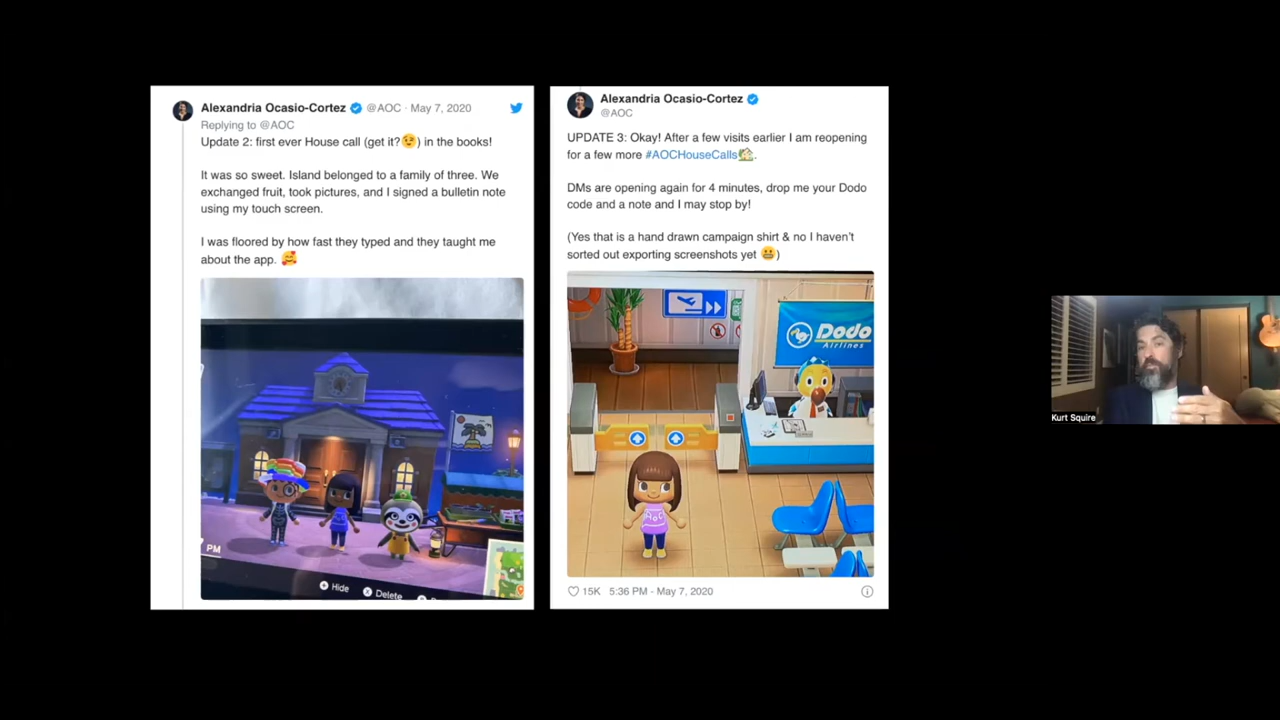 Alexandria Ocasio-Cortez @AOC · May 7, 2020
Replying to @AOC
Update 2: first ever House call (get it?😉) in the books!
It was so sweet. Island belonged to a family of three. We
exchanged fruit, took pictures, and I signed a bulletin note
using my touch screen.
I was floored by how fast they typed and they taught me
about the app. 🥰
PM
Hide
Delete
Alexandria Ocasio-Cortez
@AOC
UPDATE 3: Okay! After a few visits earlier I am reopening
for a few more #AOCHouseCalls🏡.
DMs are opening again for 4 minutes, drop me your Dodo
code and a note and I may stop by!
(Yes that is a hand drawn campaign shirt & no I haven't
sorted out exporting screenshots yet 😬)
Dodo
Airlines
AOC
15K 5:36 PM - May 7, 2020
Kurt Squire